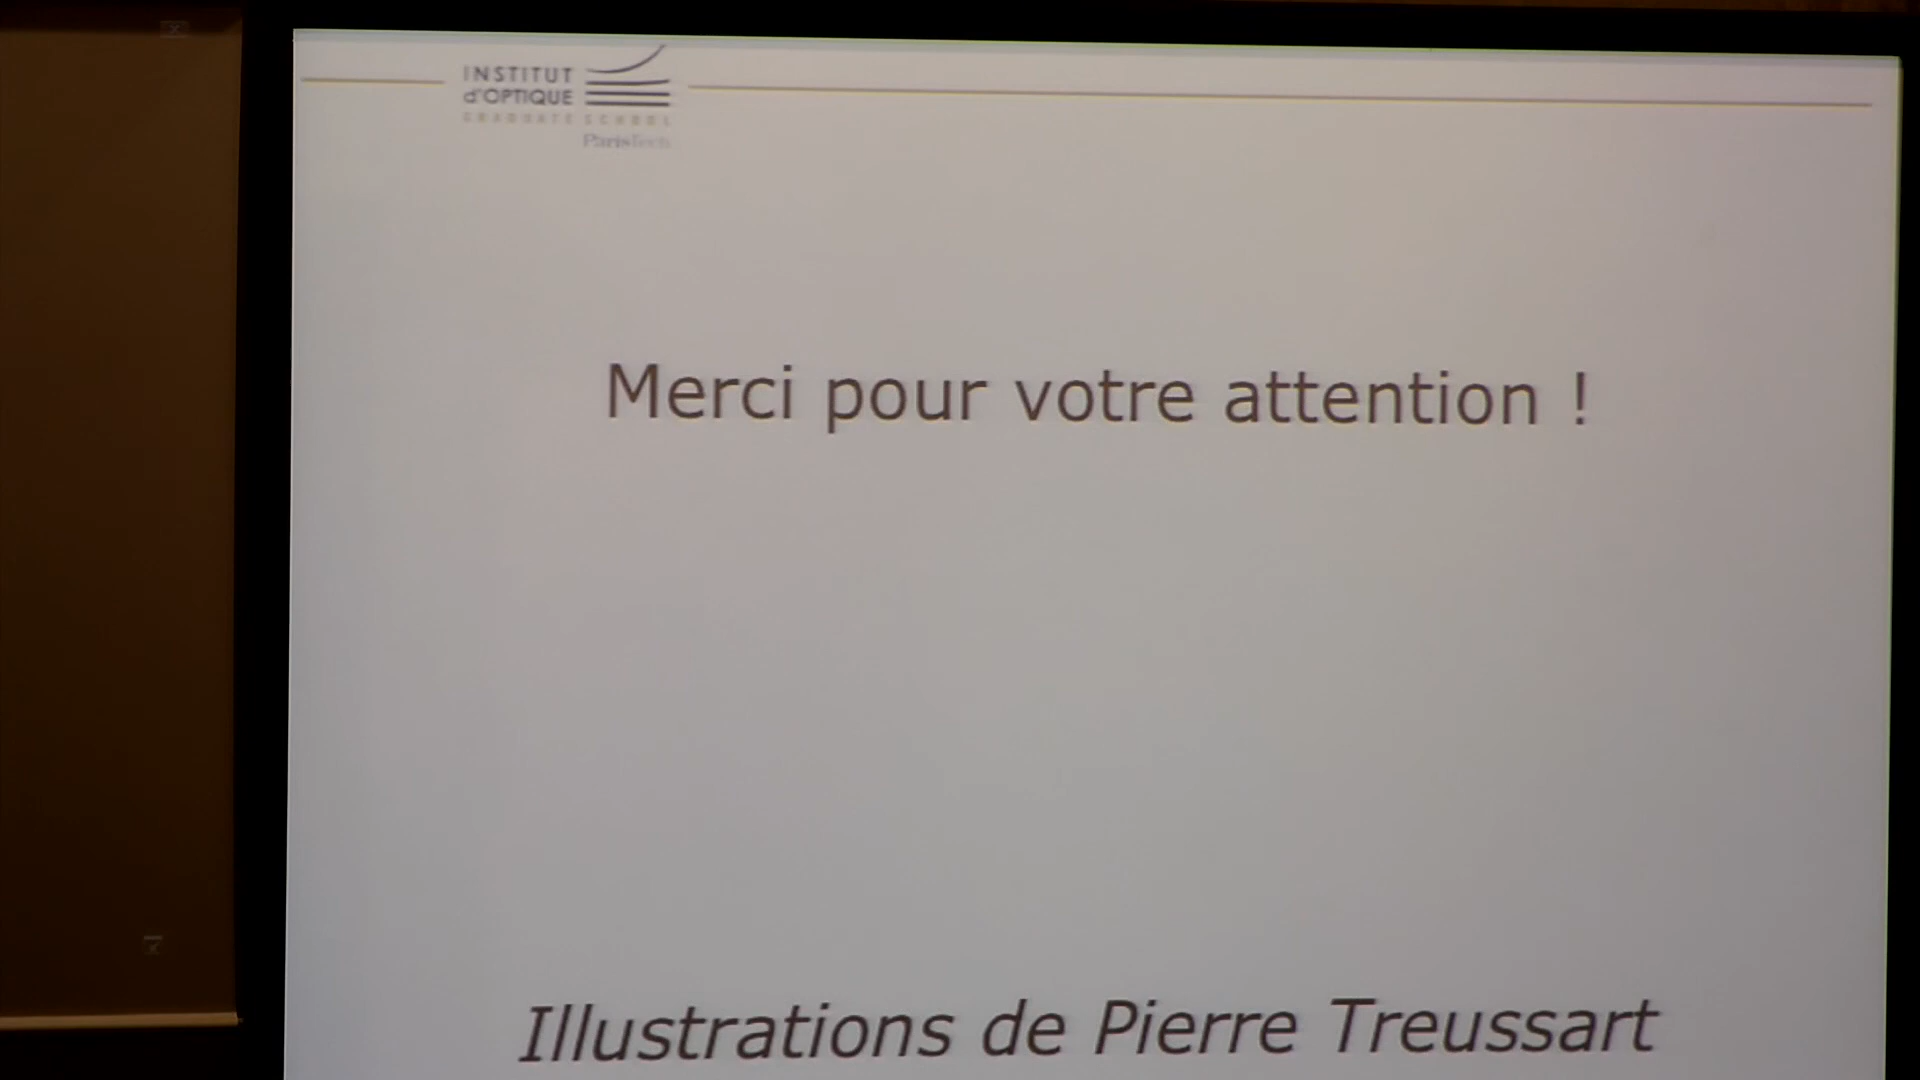 INSTITUT
d'OPTIQUE
GRADUATE SCHOOL
ParisTech
Merci pour votre attention !
Illustrations de Pierre Treussart